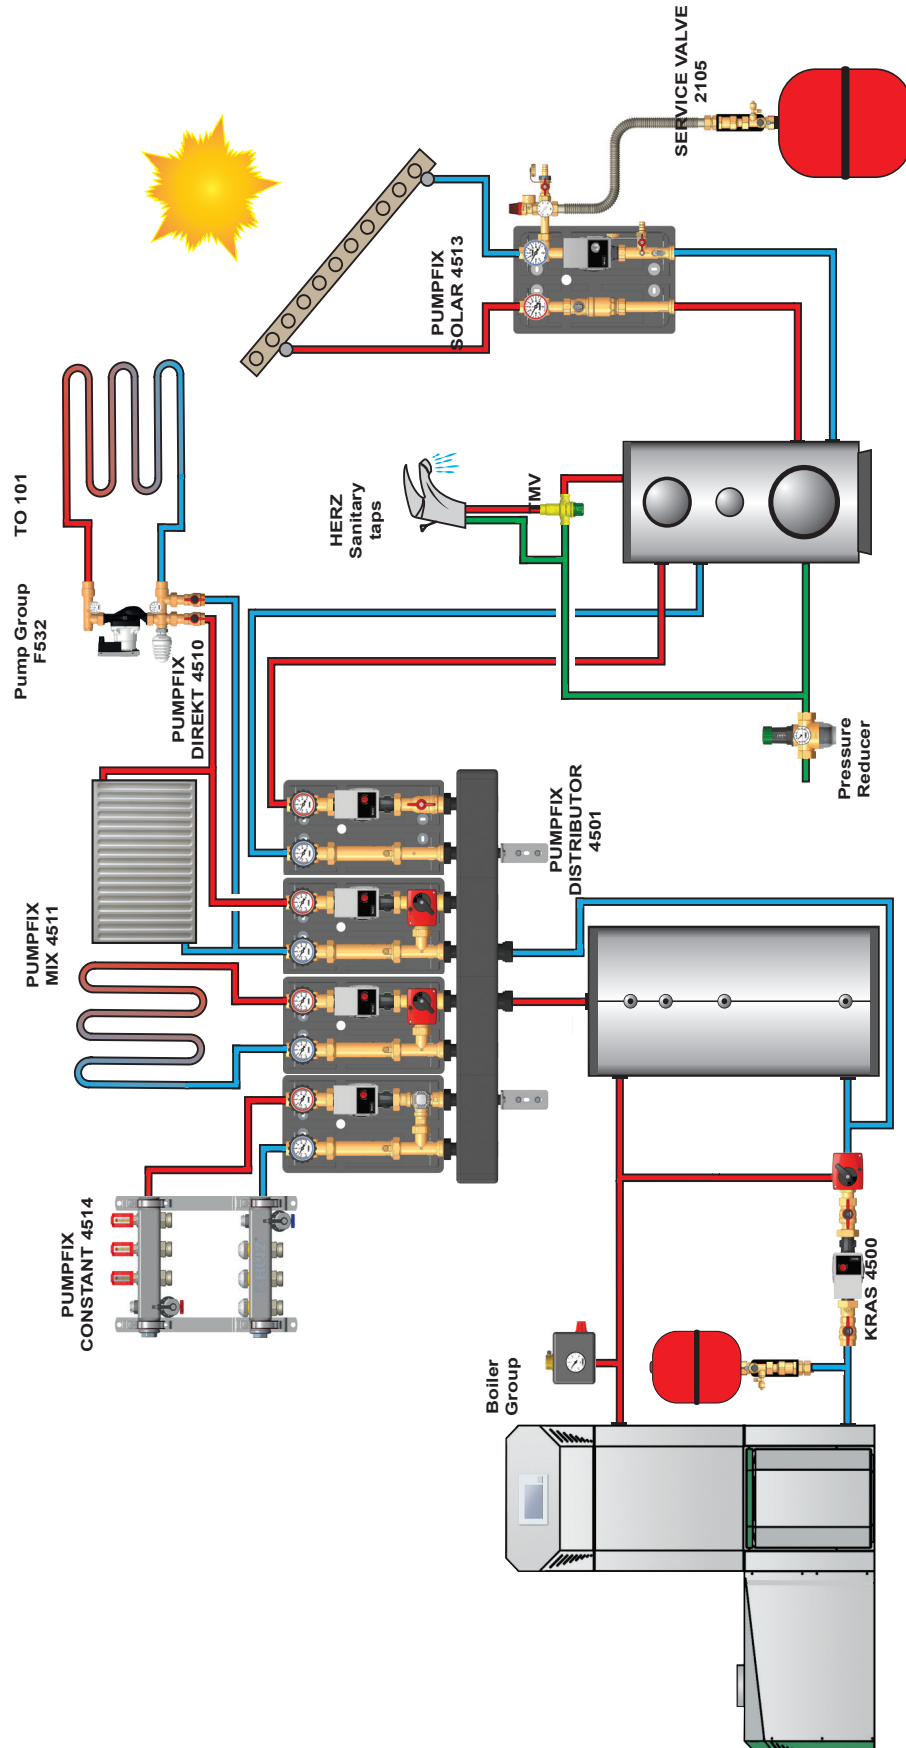 SERVICE VALVE
2105
PUMPFIX
SOLAR 4513
TO 101
Pump Group
F532
HERZ
Sanitary
taps
TMV
PUMPFIX
DIREKT 4510
Pressure
Reducer
PUMPFIX
DISTRIBUTOR
4501
PUMPFIX
MIX 4511
PUMPFIX
CONSTANT 4514
KRAS 4500
Boiler
Group